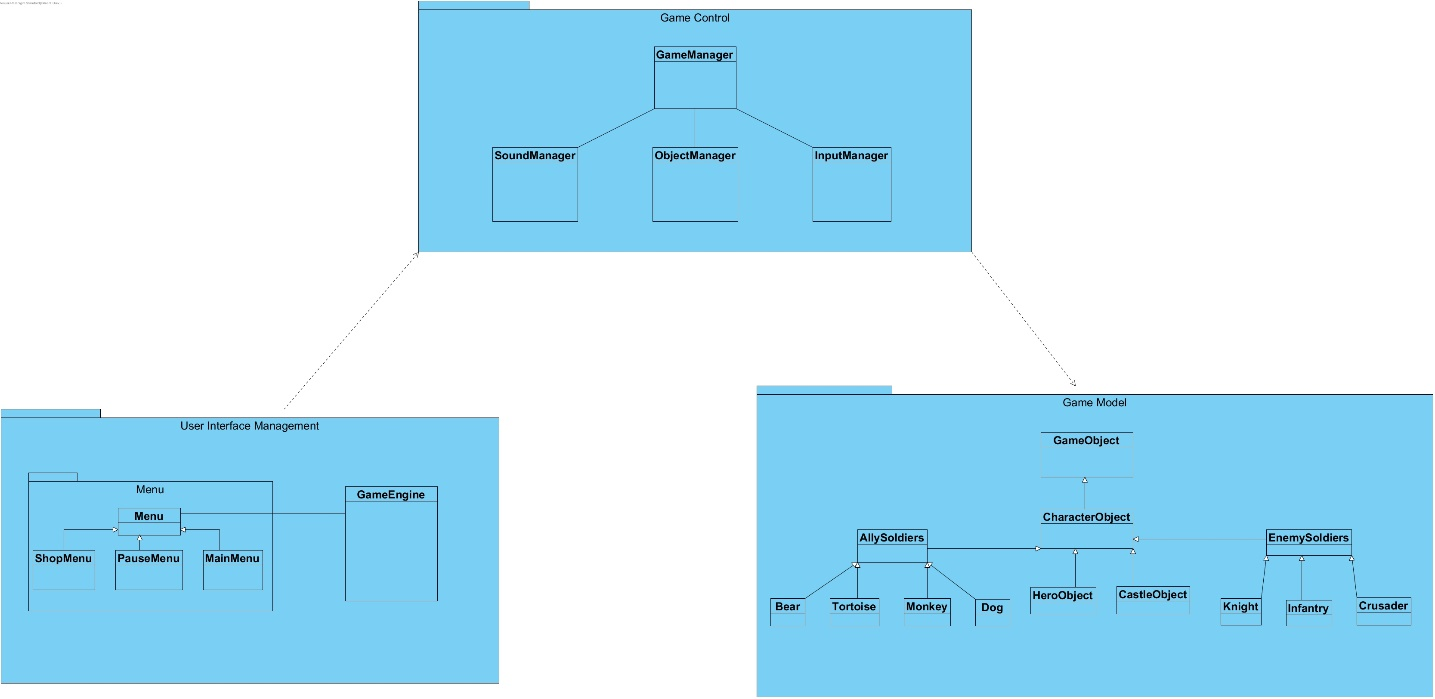 Game Control
GameManager
SoundManager
ObjectManager
InputManager
User Interface Management
Menu
Menu
GameEngine
ShopMenu
PauseMenu
MainMenu
Game Model
GameObject
CharacterObject
AllySoldiers
EnemySoldiers
Bear
Tortoise
Monkey
Dog
HeroObject
CastleObject
Knight
Infantry
Crusader